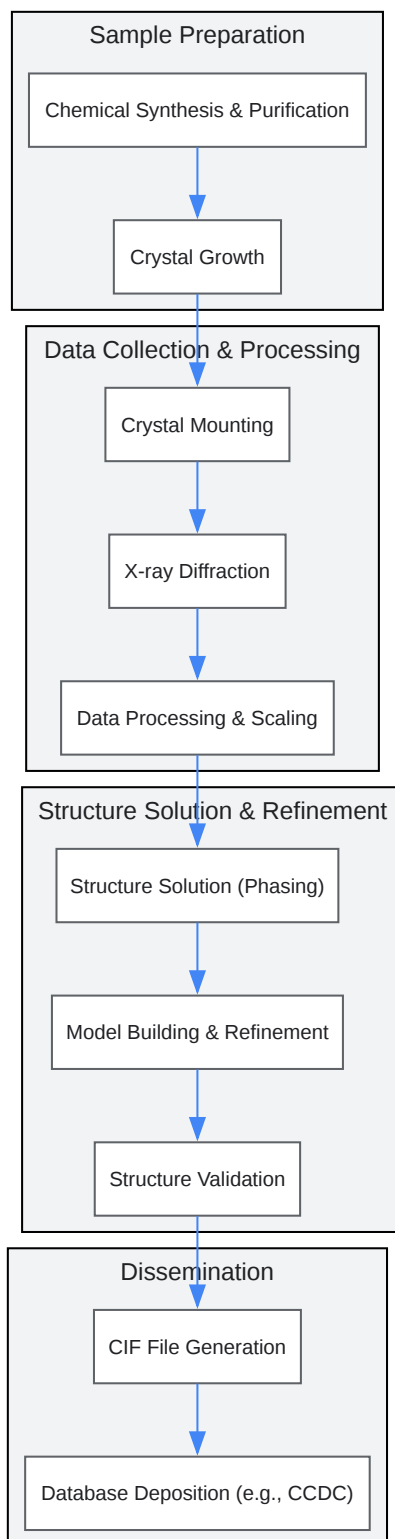 Sample Preparation
Chemical Synthesis & Purification
Crystal Growth
Data Collection & Processing
Crystal Mounting
X-ray Diffraction
Data Processing & Scaling
Structure Solution & Refinement
Structure Solution (Phasing)
Model Building & Refinement
Structure Validation
Dissemination
CIF File Generation
Database Deposition (e.g., CCDC)